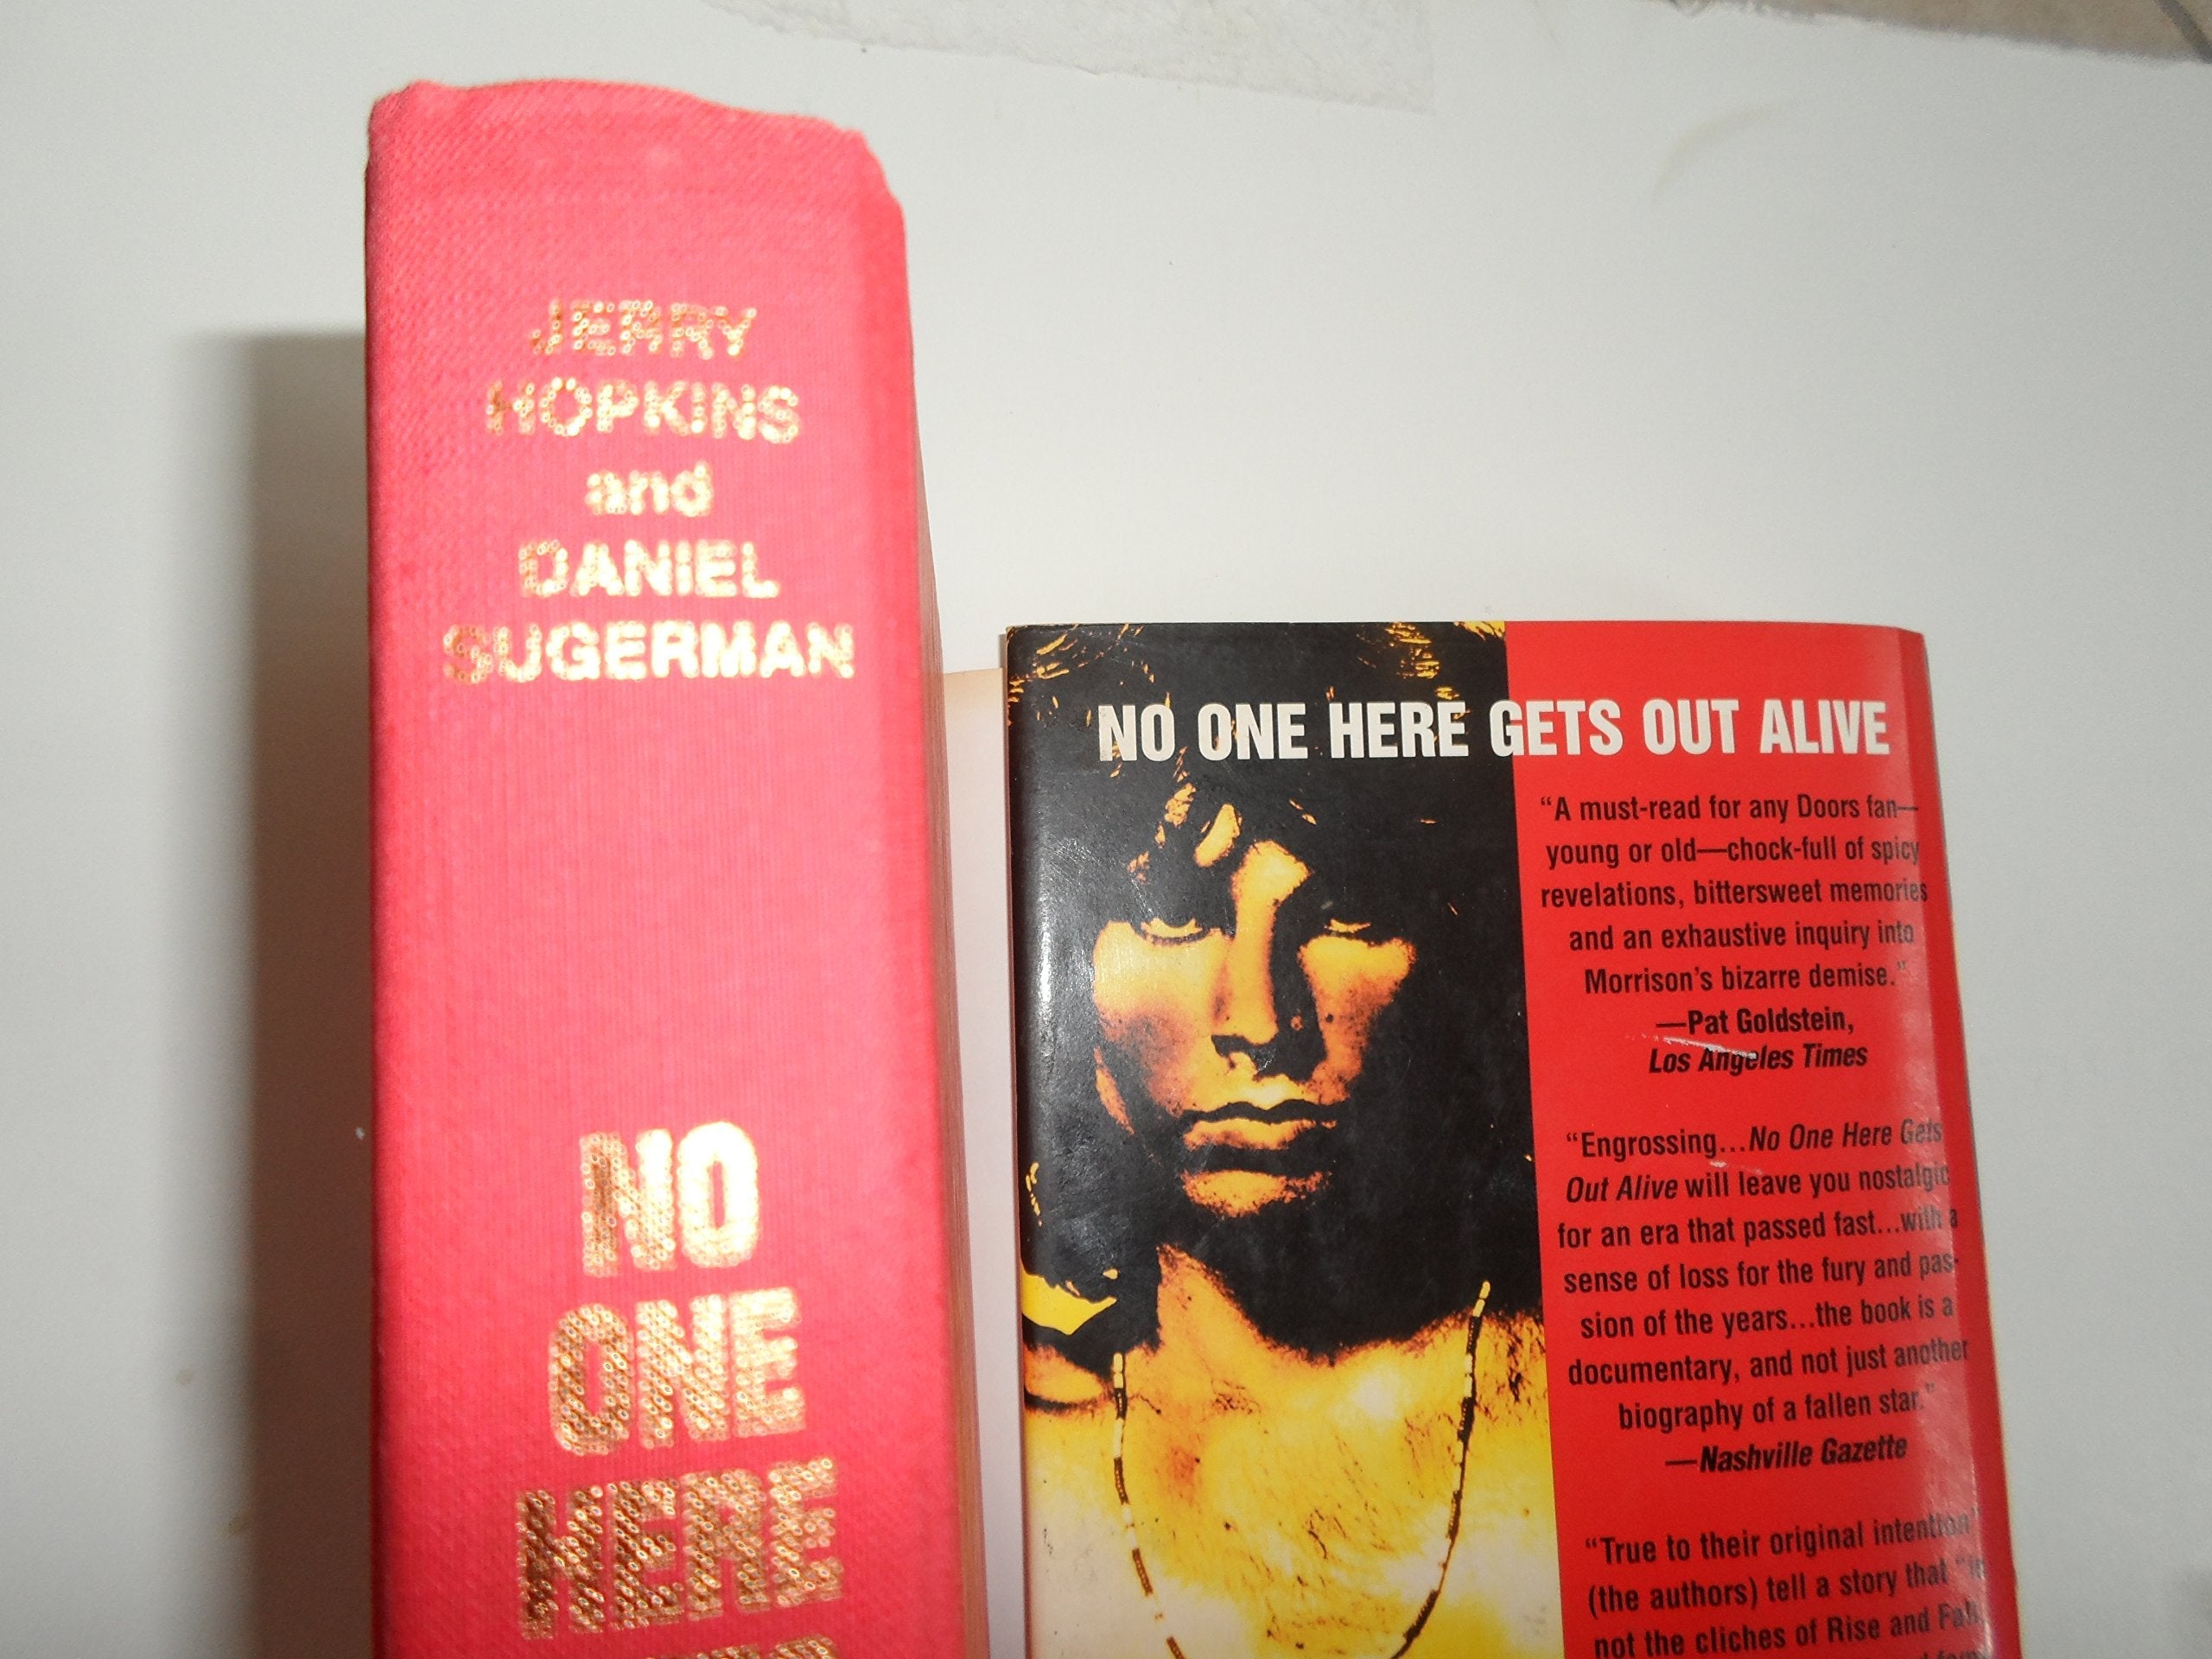 JERRY
HOPKINS
and
DANIEL
SUGERMAN
NO
ONE
HERE
NO ONE HERE GETS OUT ALIVE
“A must-read for any Doors fan—
young or old—chock-full of spicy
revelations, bittersweet memories
and an exhaustive inquiry into
Morrison’s bizarre demise.”
—Pat Goldstein,
Los Angeles Times
“Engrossing...No One Here Gets
Out Alive will leave you nostalgic
for an era that passed fast...with a
sense of loss for the fury and pas-
sion of the years...the book is a
documentary, and not just another
biography of a fallen star.”
—Nashville Gazette
“True to their original intention”
(the authors) tell a story that “is
not the cliches of Rise and Fall,